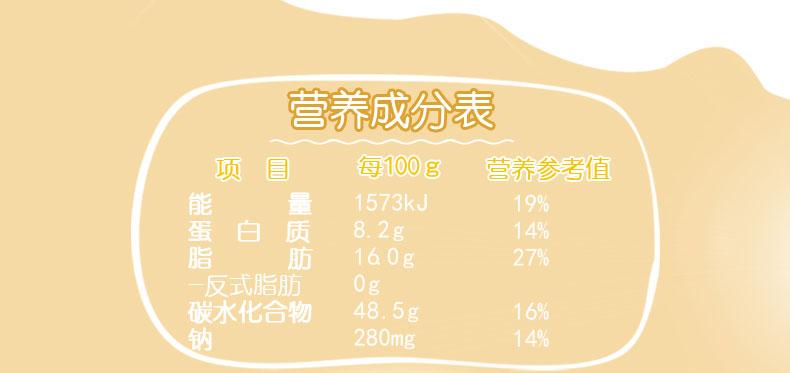 营养成分表
项 目 每100g 营养参考值
能 量 1573kJ 19%
蛋 白 质 8.2g 14%
脂 肪 16.0g 27%
-反式脂肪 0g
碳水化合物 48.5g 16%
钠 280mg 14%